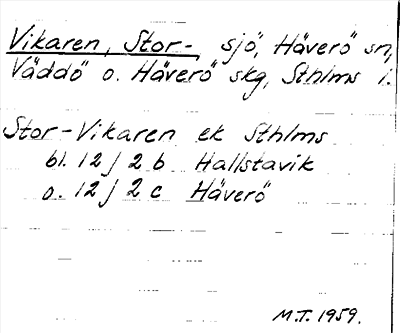 Vikaren, Stor-, sjö, Häverö sn,
Väddö o. Häverö skg, Sthlms l.
Stor-Vikaren ek Sthlms
bl. 12 j 2 b Hallstavik
o. 12 j 2 c Häverö
M.T. 1959.